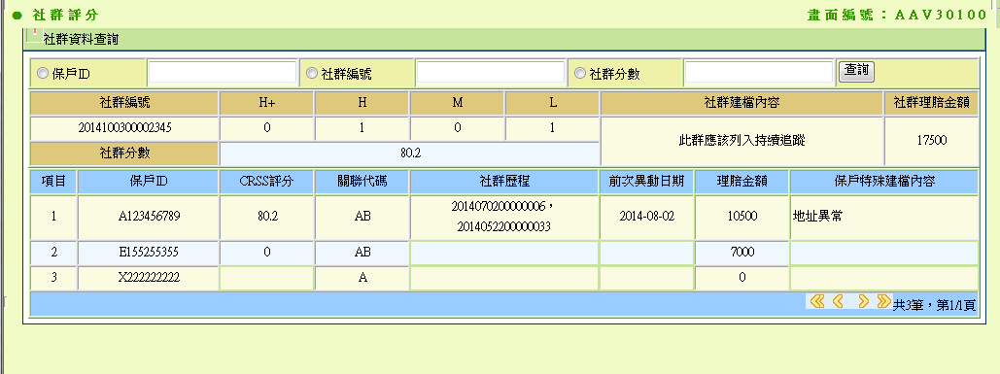 社群評分 畫面編號：AAV30100
社群資料查詢
保戶ID 社群編號 社群分數 查詢
社群編號 H+ H M L 社群建檔內容 社群理賠金額
2014100300002345 0 1 0 1 此群應該列入持續追蹤 17500
社群分數 80.2
項目 保戶ID CRSS評分 關聯代碼 社群歷程 前次異動日期 理賠金額 保戶特殊建檔內容
1 A123456789 80.2 AB 2014070200000006，
2014052200000033 2014-08-02 10500 地址異常
2 E155255355 0 AB 7000
3 X222222222 A 0
共3筆，第1/1頁